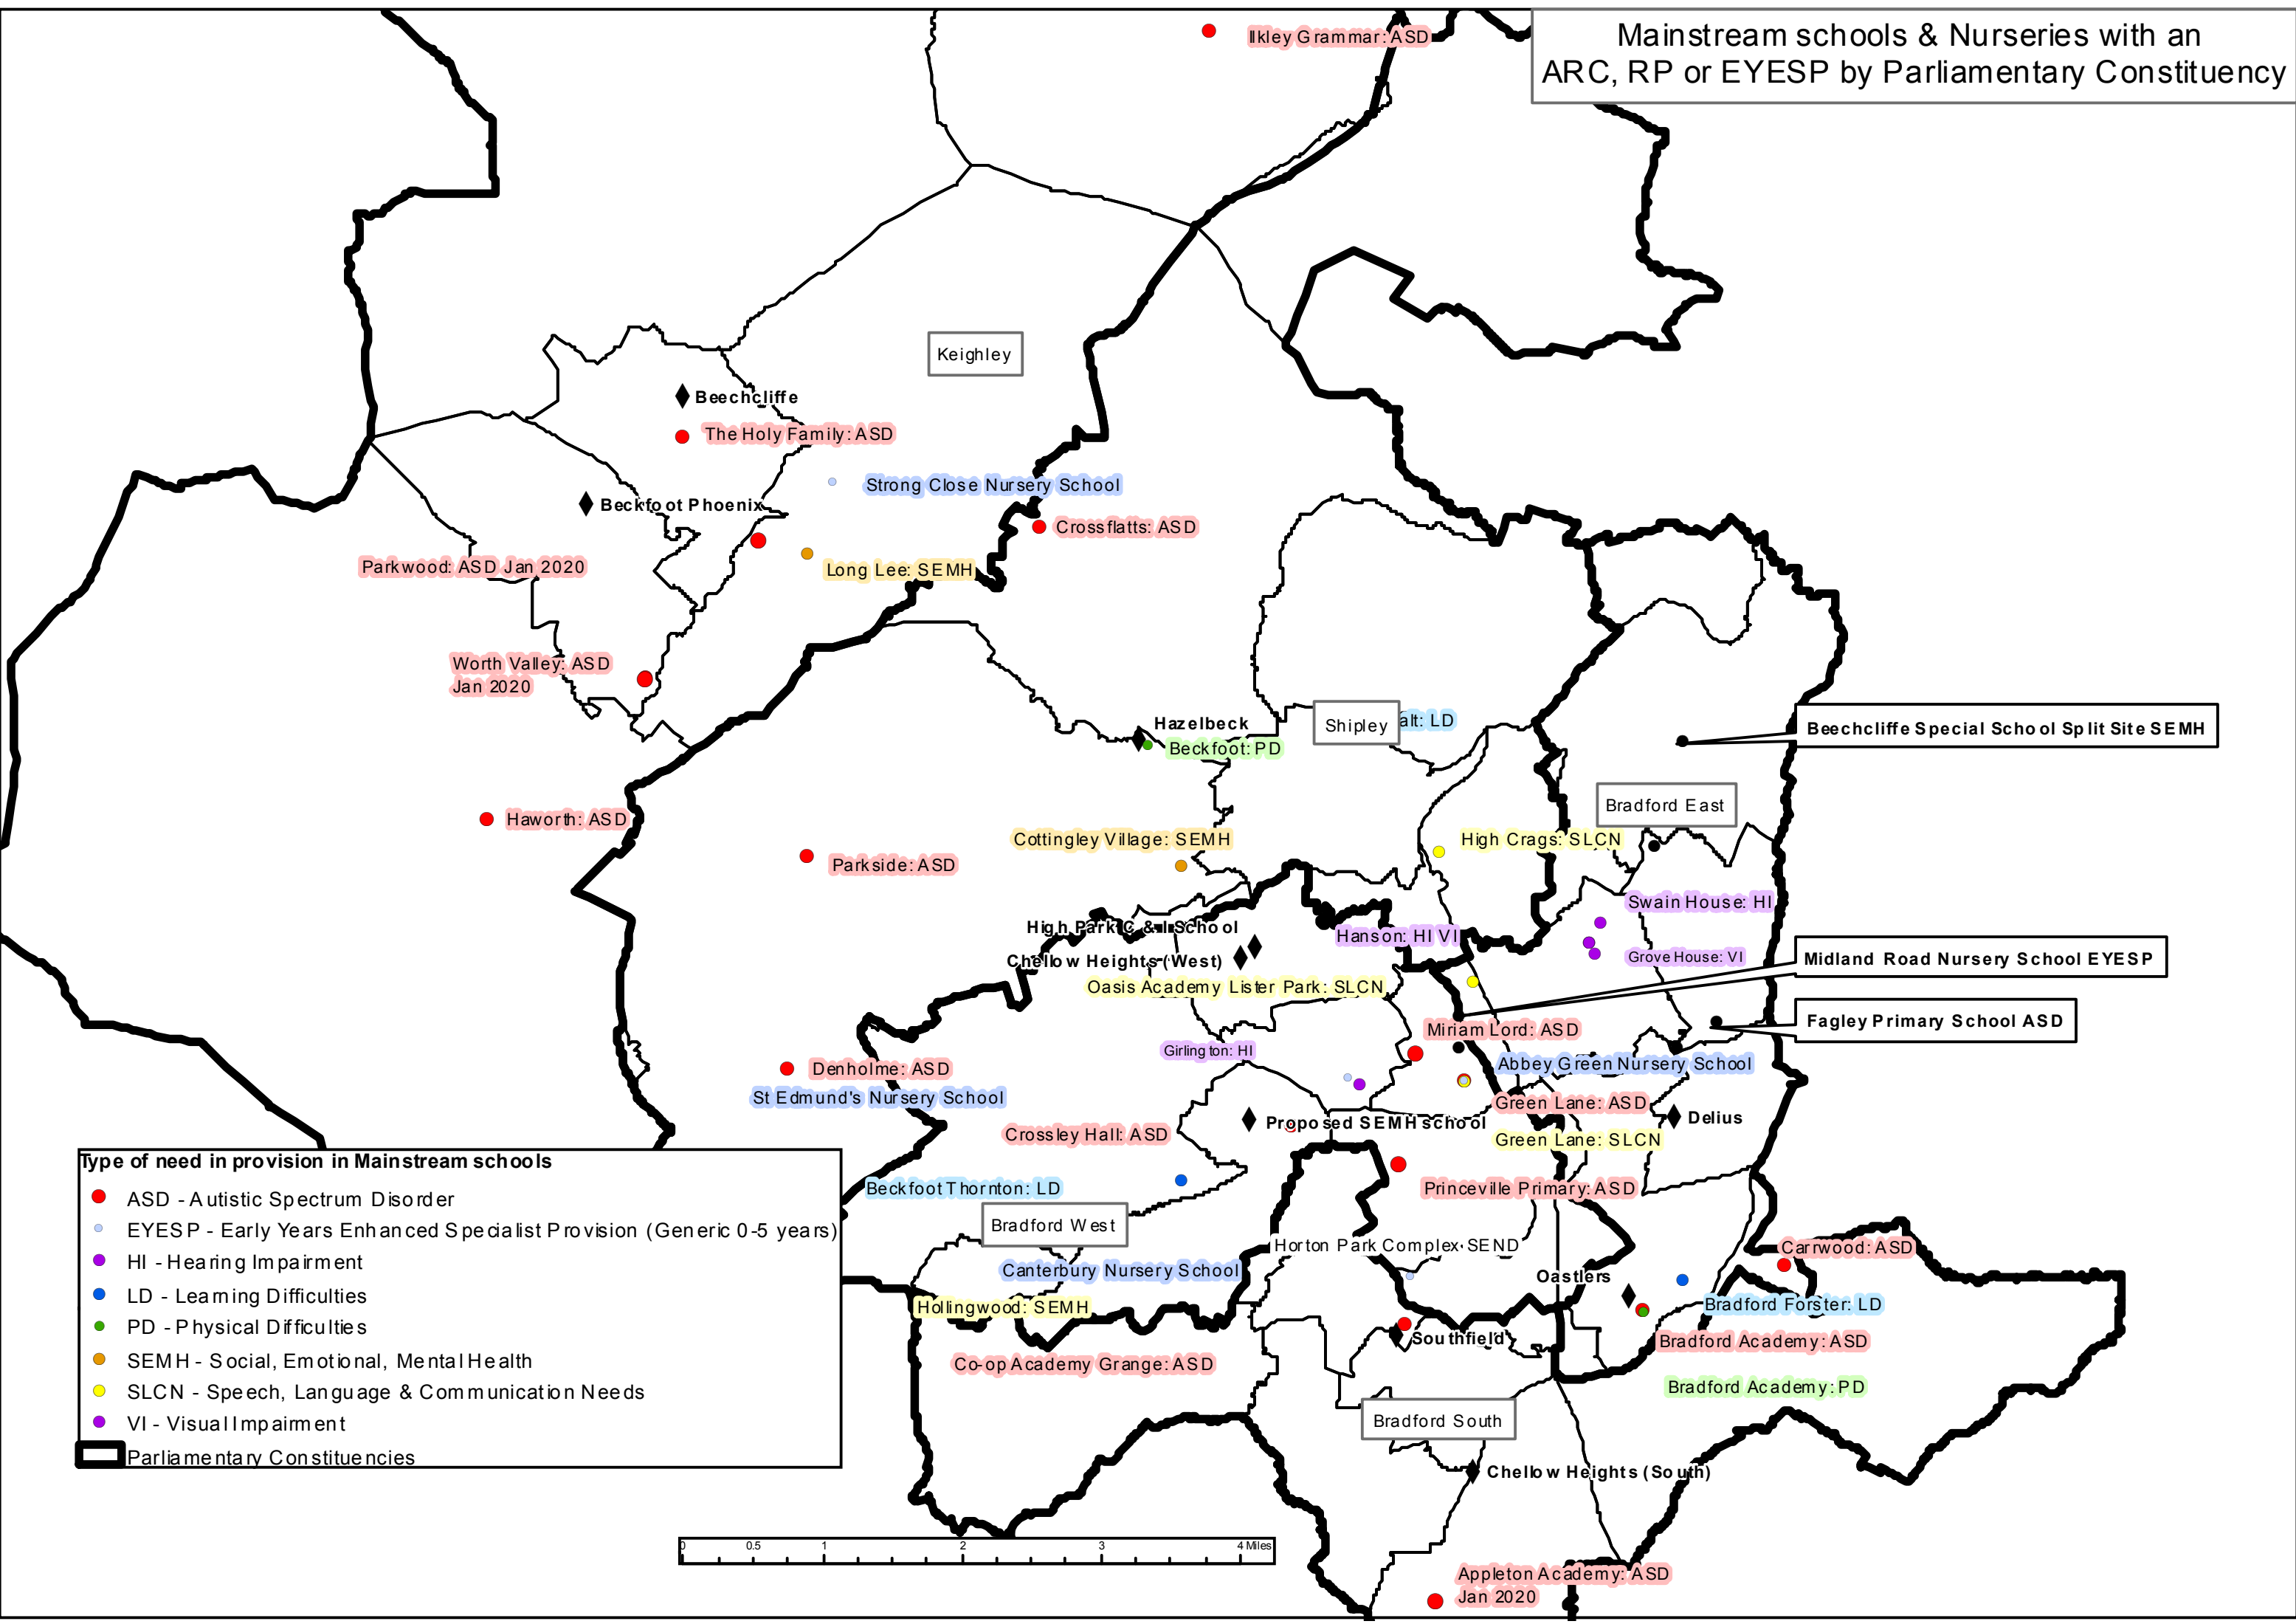 Mainstream schools & Nurseries with an
ARC, RP or EYESP by Parliamentary Constituency
Ilkley Grammar: ASD
Keighley
Beechcliffe
The Holy Family: ASD
Strong Close Nursery School
Beckfoot Phoenix
Crossflatts: ASD
Parkwood: ASD Jan 2020
Long Lee: SEMH
Worth Valley: ASD
Jan 2020
Hazelbeck
Shipley
alt: LD
Beechcliffe Special School Split Site SEMH
Beckfoot: PD
Bradford East
Haworth: ASD
Cottingley Village: SEMH
High Crags: SLCN
Parkside: ASD
Swain House: HI
High Park C & I School
Hanson: HI VI
Chellow Heights (West)
Grove House: VI
Midland Road Nursery School EYESP
Oasis Academy Lister Park: SLCN
Fagley Primary School ASD
Miriam Lord: ASD
Girlington: HI
Abbey Green Nursery School
Denholme: ASD
St Edmund's Nursery School
Green Lane: ASD
Delius
Proposed SEMH school
Crossley Hall: ASD
Green Lane: SLCN
Beckfoot Thornton: LD
Princeville Primary: ASD
Bradford West
Horton Park Complex SEND
Carrwood: ASD
Canterbury Nursery School
Oastlers
Hollingwood: SEMH
Bradford Forster: LD
Southfield
Bradford Academy: ASD
Co-op Academy Grange: ASD
Bradford Academy: PD
Bradford South
Chellow Heights (South)
Appleton Academy: ASD
Jan 2020
Type of need in provision in Mainstream schools
ASD - Autistic Spectrum Disorder
EYESP - Early Years Enhanced Specialist Provision (Generic 0-5 years)
HI - Hearing Impairment
LD - Learning Difficulties
PD - Physical Difficulties
SEMH - Social, Emotional, Mental Health
SLCN - Speech, Language & Communication Needs
VI - Visual Impairment
Parliamentary Constituencies
0 0.5 1 2 3 4 Miles